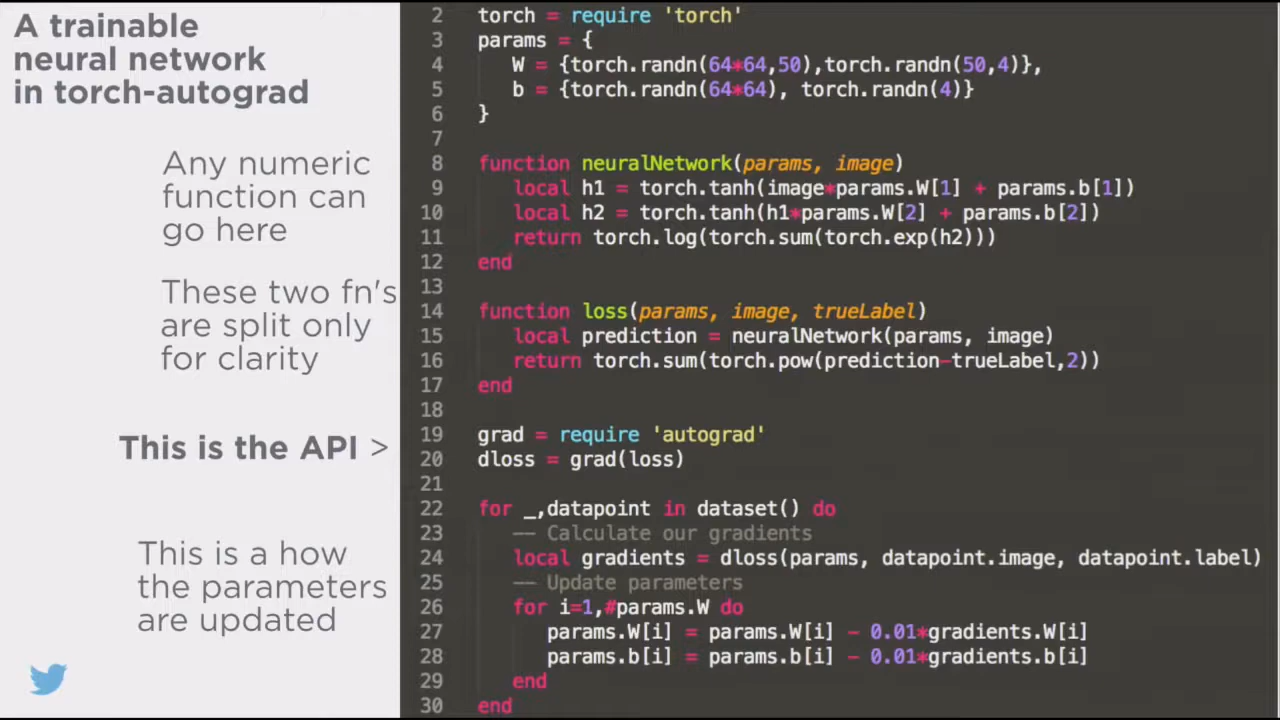 A trainable
neural network
in torch-autograd
Any numeric
function can
go here
These two fn's
are split only
for clarity
This is the API >
This is a how
the parameters
are updated
2 torch = require 'torch'
3 params = {
4    W = {torch.randn(64*64,50),torch.randn(50,4)},
5    b = {torch.randn(64*64), torch.randn(4)}
6 }
7
8 function neuralNetwork(params, image)
9    local h1 = torch.tanh(image*params.W[1] + params.b[1])
10    local h2 = torch.tanh(h1*params.W[2] + params.b[2])
11    return torch.log(torch.sum(torch.exp(h2)))
12 end
13
14 function loss(params, image, trueLabel)
15    local prediction = neuralNetwork(params, image)
16    return torch.sum(torch.pow(prediction-trueLabel,2))
17 end
18
19 grad = require 'autograd'
20 dloss = grad(loss)
21
22 for _,datapoint in dataset() do
23    -- Calculate our gradients
24    local gradients = dloss(params, datapoint.image, datapoint.label)
25    -- Update parameters
26    for i=1,#params.W do
27       params.W[i] = params.W[i] - 0.01*gradients.W[i]
28       params.b[i] = params.b[i] - 0.01*gradients.b[i]
29    end
30 end